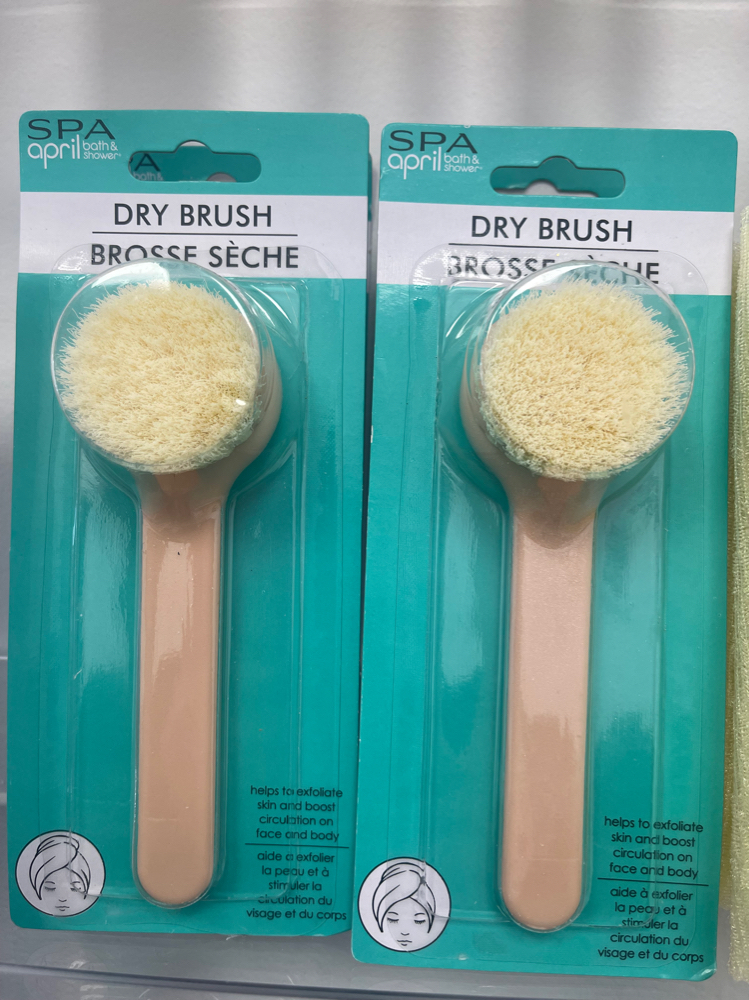 SPA
april bath & shower
DRY BRUSH
BROSSE SÈCHE
helps to exfoliate
skin and boost
circulation on
face and body
aide à exfolier
la peau et à
stimuler la
circulation du
visage et du corps
SPA
april bath & shower
DRY BRUSH
BROSSE SÈCHE
helps to exfoliate
skin and boost
circulation on
face and body
aide à exfolier
la peau et à
stimuler la
circulation du
visage et du corps